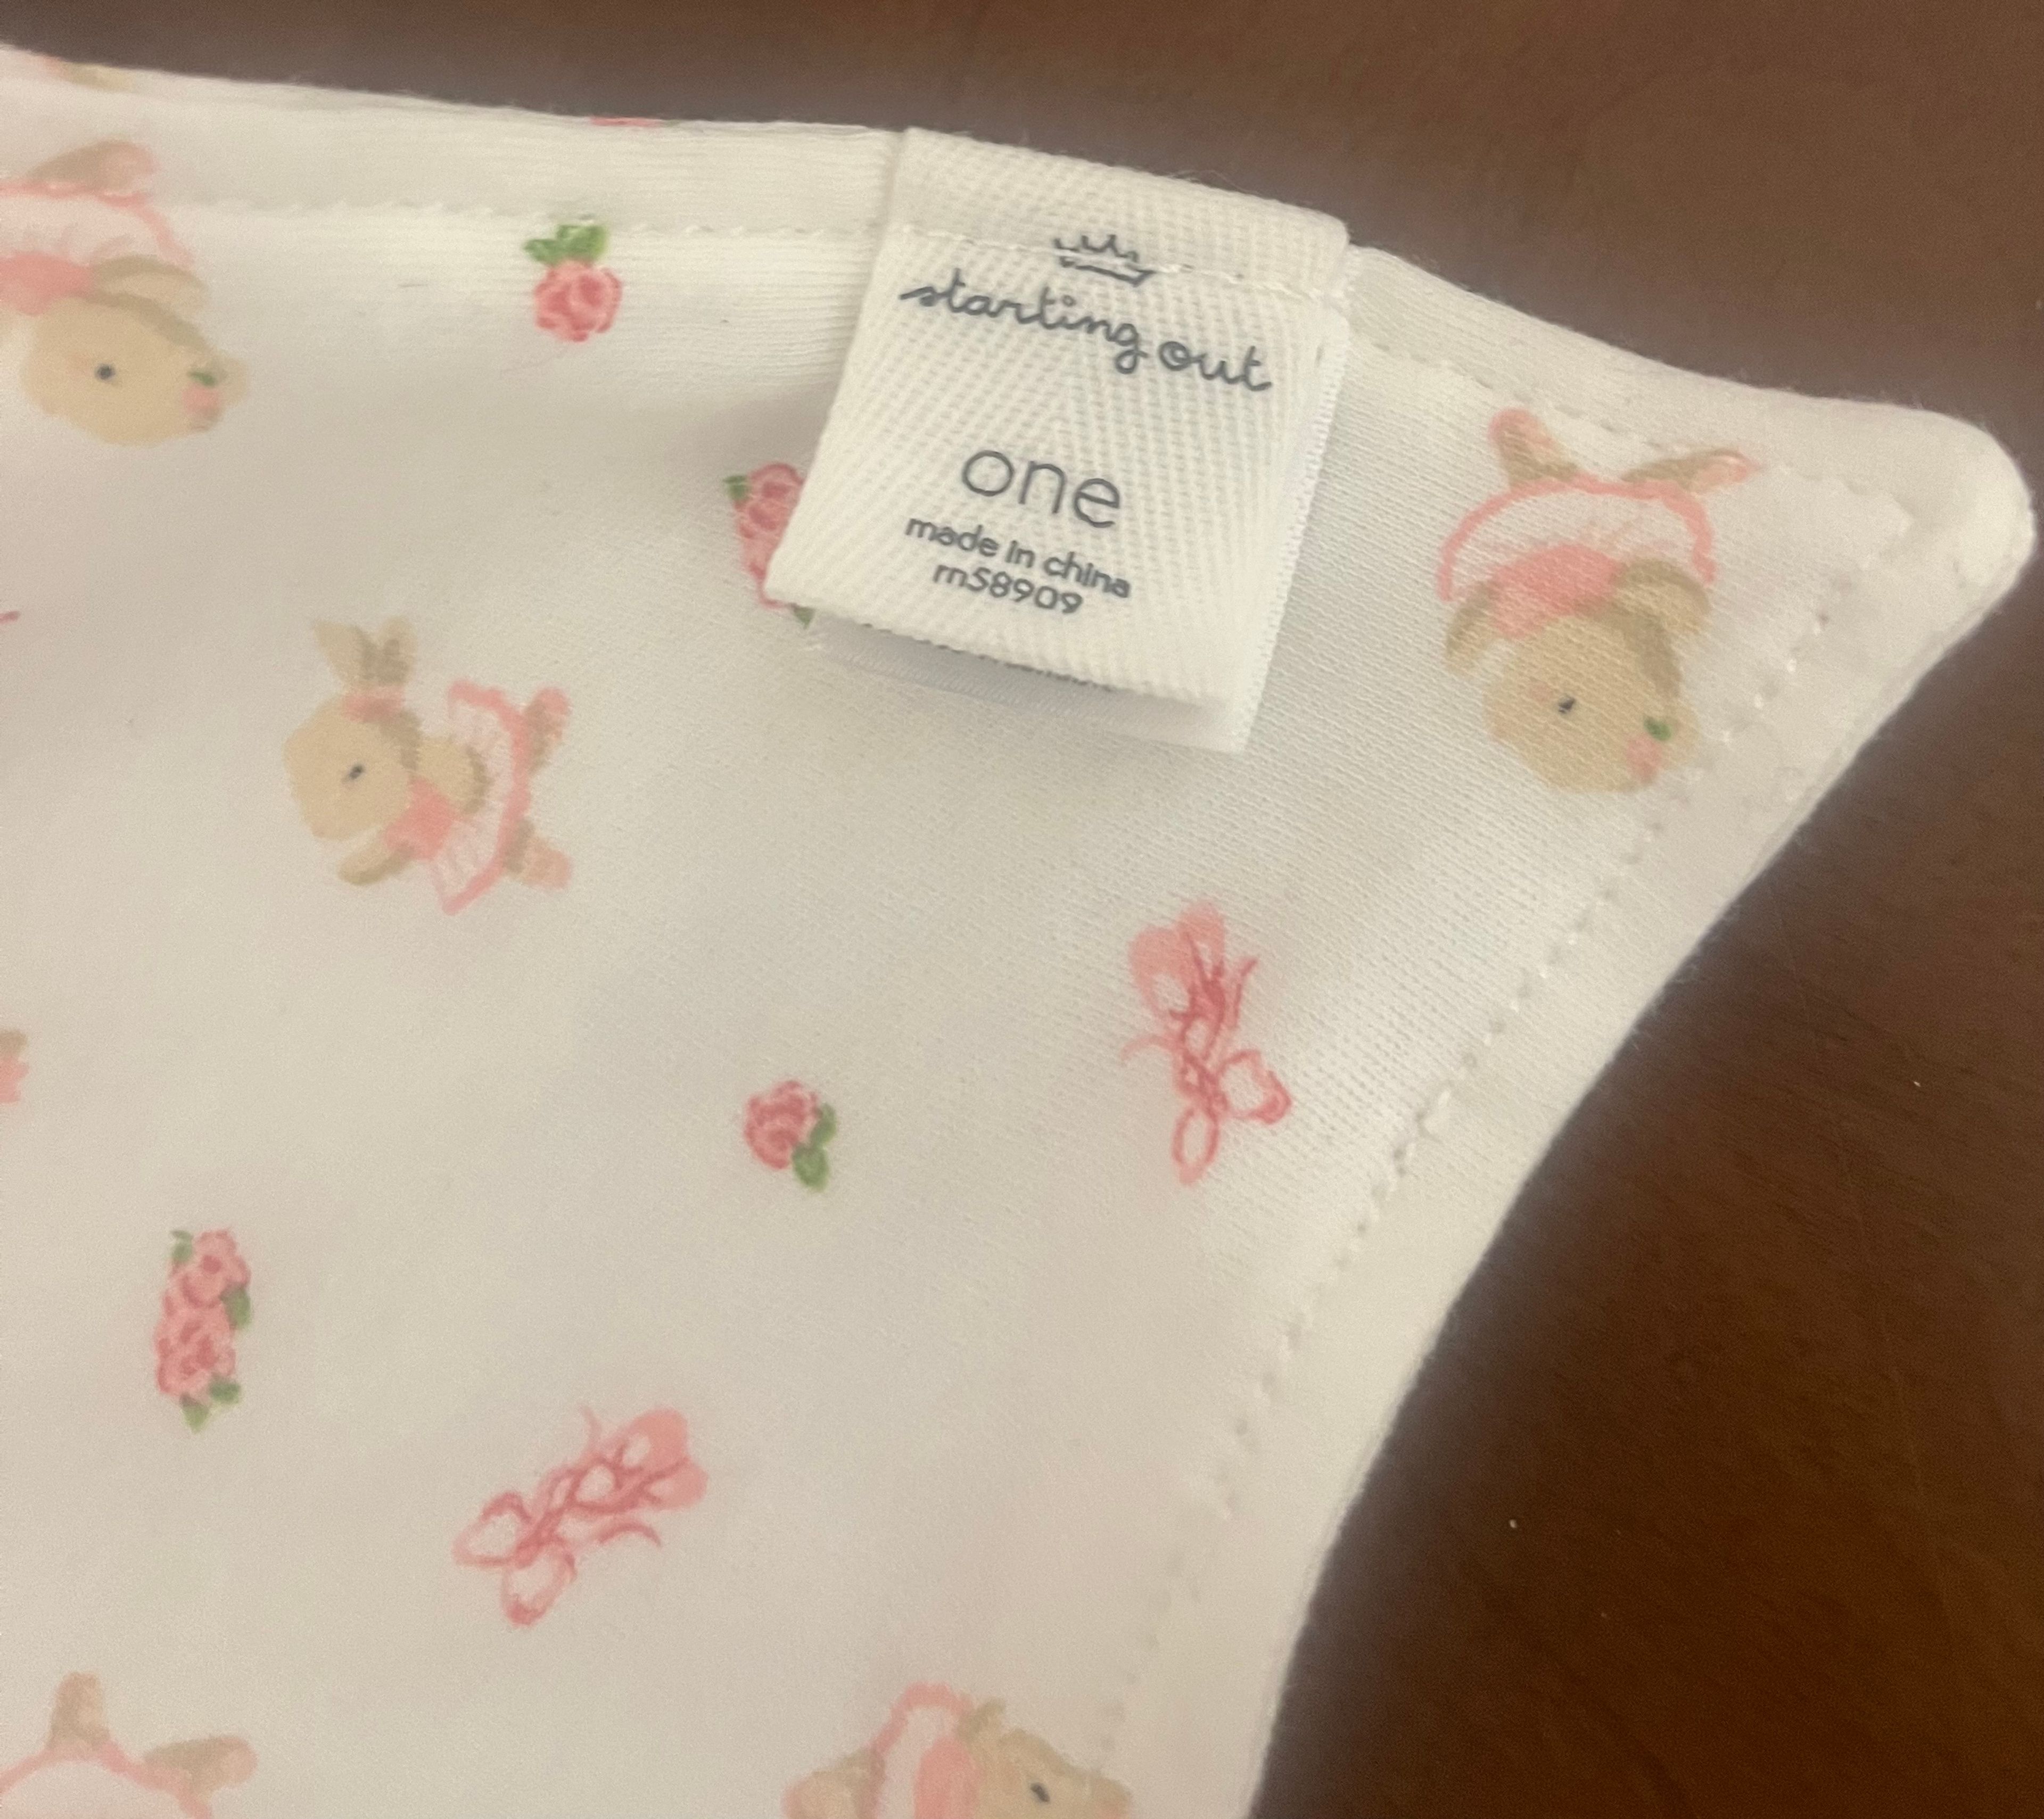 starting out
one
made in china
rn58909